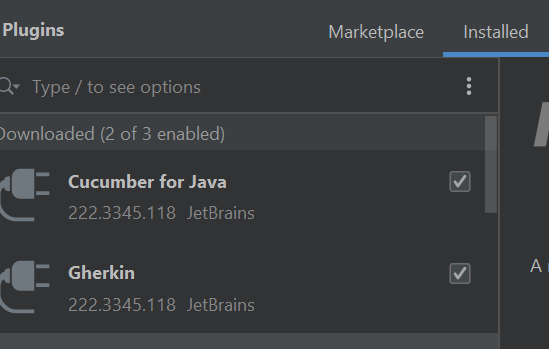 Plugins
Marketplace
Installed
Type / to see options
Downloaded (2 of 3 enabled)
Cucumber for Java
222.3345.118 JetBrains
Gherkin
222.3345.118 JetBrains
A